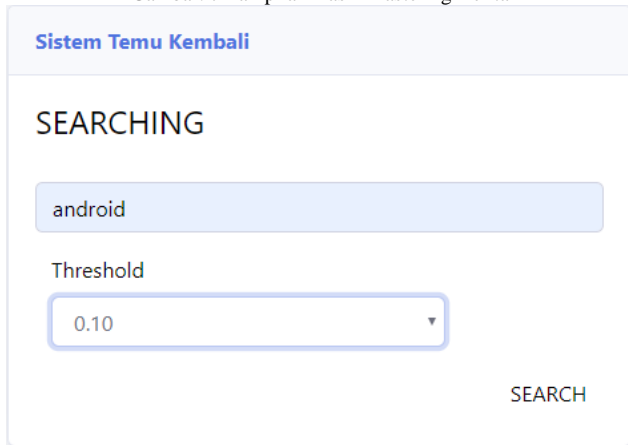 Sistem Temu Kembali
SEARCHING
android
Threshold
0.10
SEARCH